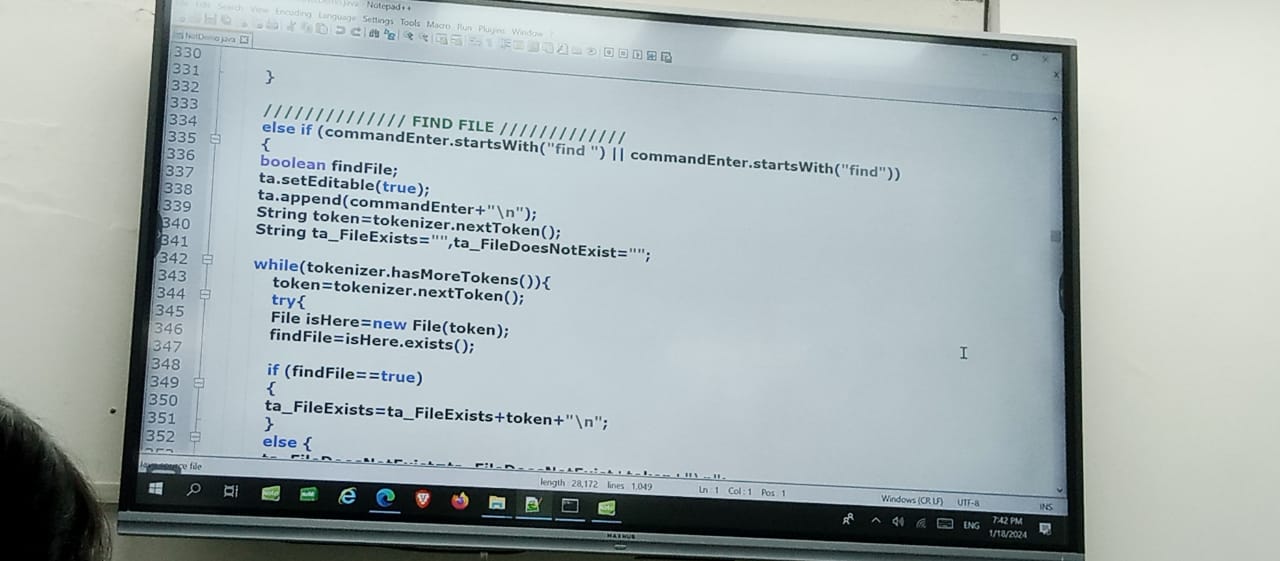 Notepad++
Search View Encoding Language Settings Tools Macro Run Plugins Window ?
NotDemo.java
330
331 }
332
333 ////////////// FIND FILE /////////////
334 else if (commandEnter.startsWith("find ") || commandEnter.startsWith("find"))
335 {
336 boolean findFile;
337 ta.setEditable(true);
338 ta.append(commandEnter+"\n");
339 String token=tokenizer.nextToken();
340 String ta_FileExists="",ta_FileDoesNotExist="";
341
342 while(tokenizer.hasMoreTokens()){
343 token=tokenizer.nextToken();
344 try{
345 File isHere=new File(token);
346 findFile=isHere.exists();
347
348 if (findFile==true)
349 {
350 ta_FileExists=ta_FileExists+token+"\n";
351 }
352 else {
source file
length : 28,172 lines : 1,049
Ln : 1 Col : 1 Pos : 1
Windows (CR LF)
UTF-8
INS
ENG
7:42 PM
1/18/2024
MAXHUB